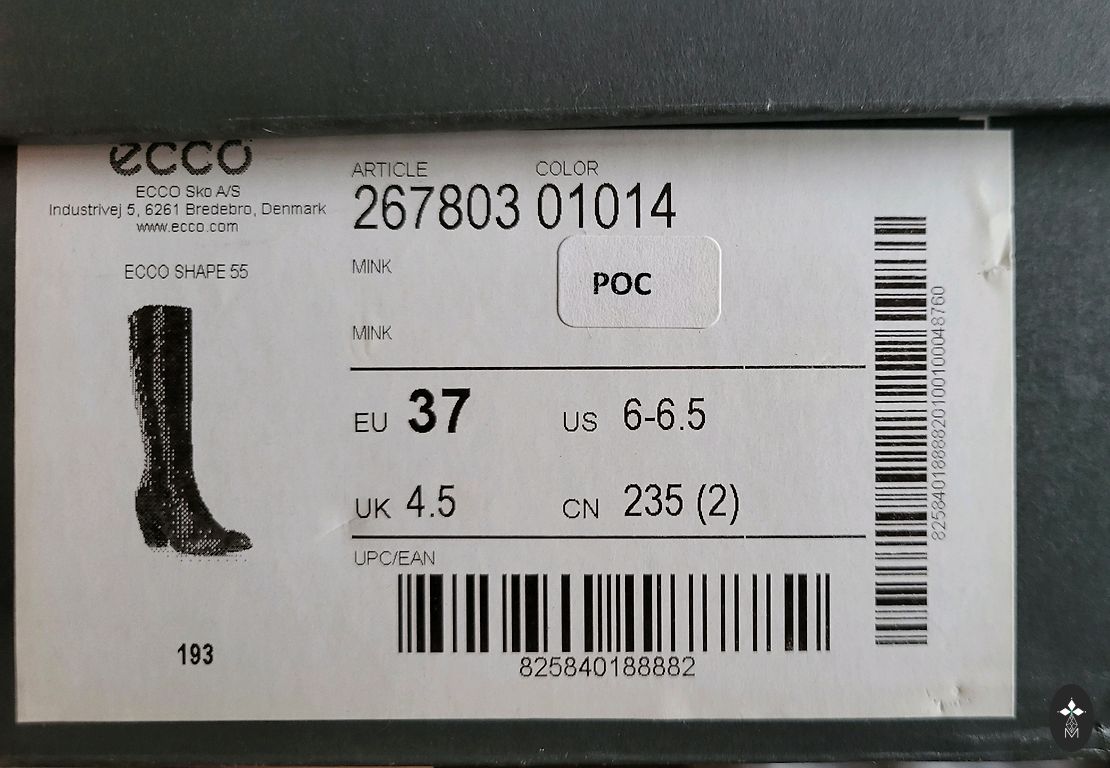 ecco
ECCO Sko A/S
Industrivej 5, 6261 Bredebro, Denmark
www.ecco.com
ECCO SHAPE 55
193
ARTICLE COLOR
267803 01014
MINK
POC
MINK
EU 37 US 6-6.5
UK 4.5 CN 235 (2)
UPC/EAN
825840188882
82584018888820100100048760
M